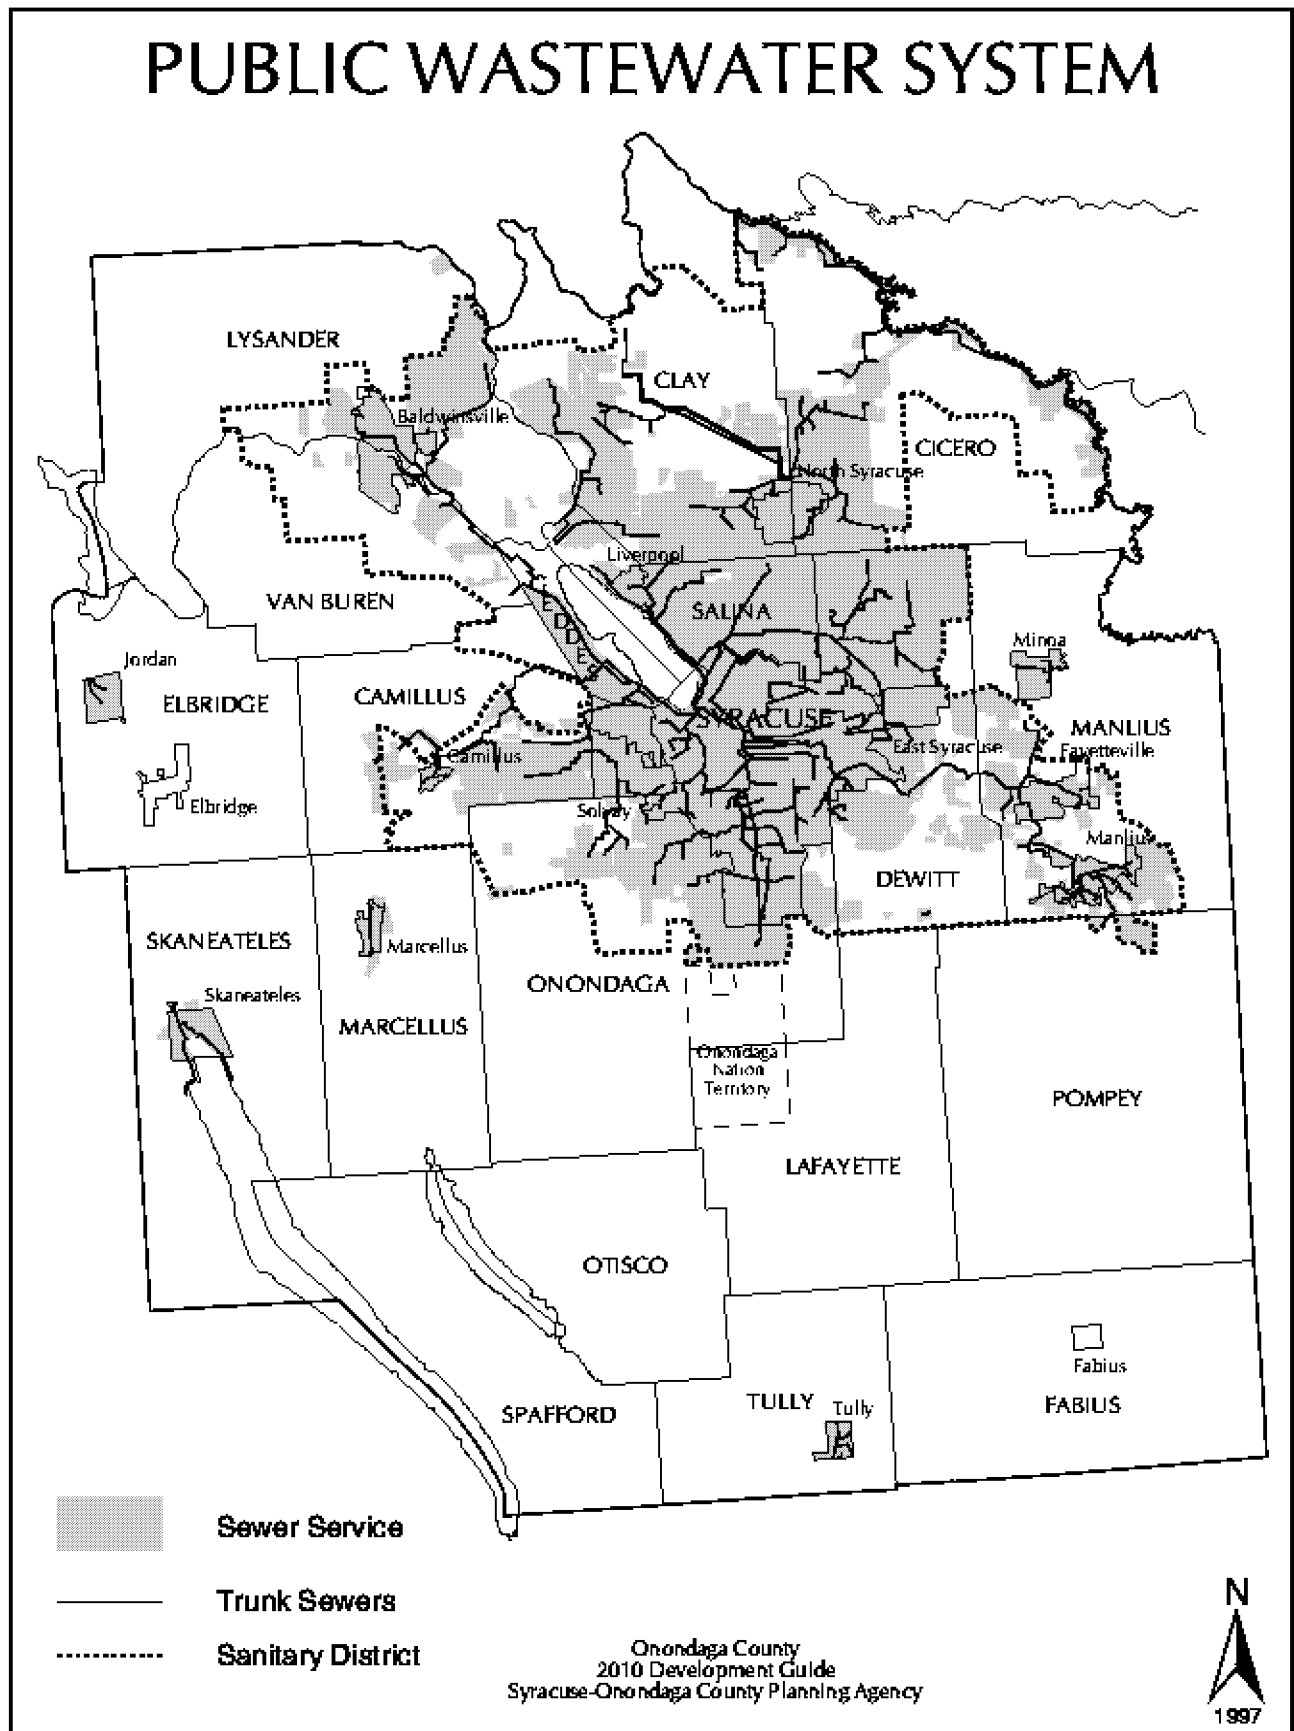 PUBLIC WASTEWATER SYSTEM
LYSANDER
CLAY
Baldwinsville
CICERO
North Syracuse
Liverpool
VAN BUREN
GEDDES
SALINA
Minoa
Jordan
ELBRIDGE
CAMILLUS
SYRACUSE
MANLIUS
East Syracuse
Fayetteville
Camillus
Elbridge
Solvay
Manlius
DEWITT
SKANEATELES
Marcellus
ONONDAGA
Skaneateles
MARCELLUS
Onondaga
Nation
Territory
POMPEY
LAFAYETTE
OTISCO
Fabius
TULLY
Tully
FABIUS
SPAFFORD
Sewer Service
Trunk Sewers
Sanitary District
Onondaga County
2010 Development Guide
Syracuse-Onondaga County Planning Agency
N
1997